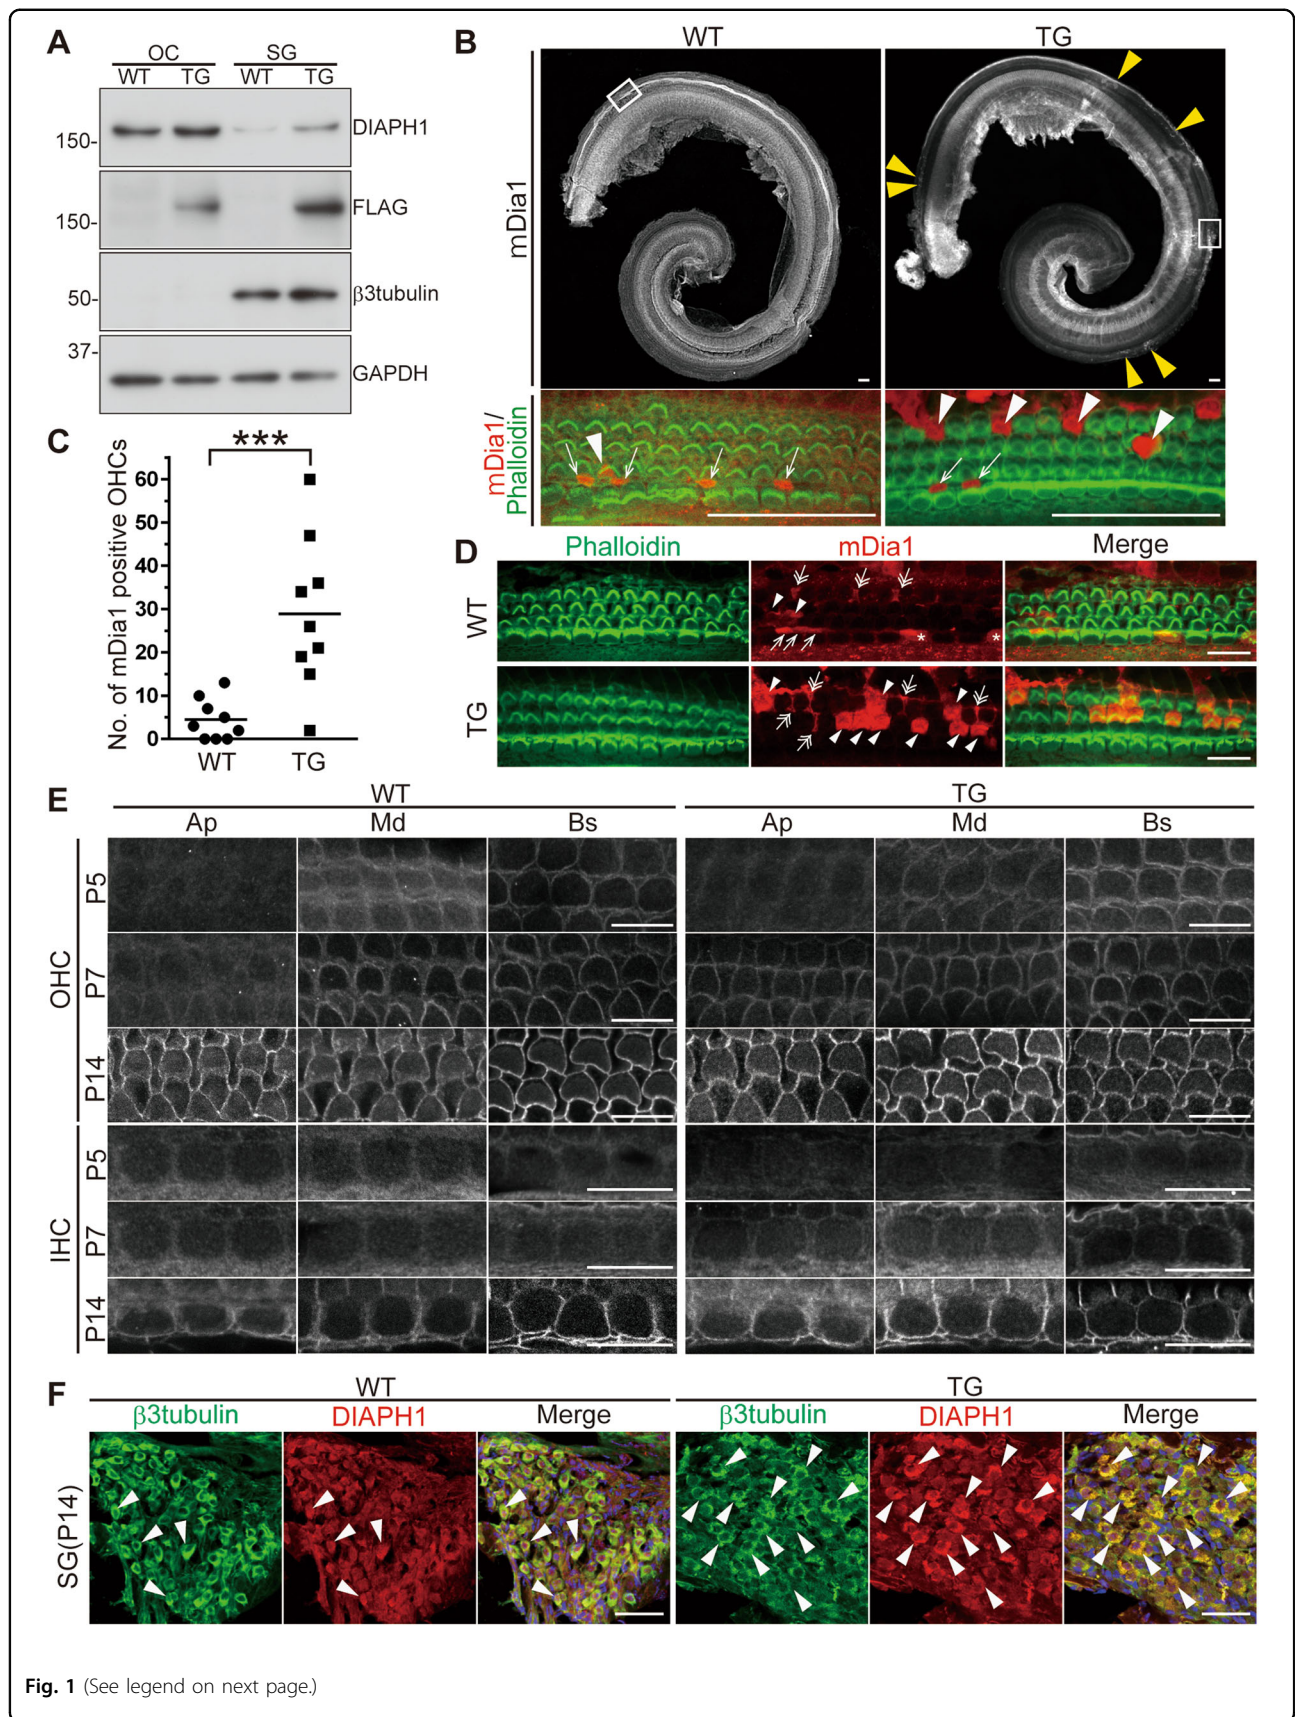 A
OC SG
WT TG WT TG
DIAPH1
150-
FLAG
150-
β3tubulin
50-
37-
GAPDH
B
WT TG
mDia1
mDia1/
Phalloidin
C
***
No. of mDia1 positive OHCs
60
50
40
30
20
10
0
WT TG
D
Phalloidin mDia1 Merge
WT
* *
TG
E
WT TG
Ap Md Bs Ap Md Bs
OHC
P5
P7
P14
IHC
P5
P7
P14
F
WT TG
β3tubulin DIAPH1 Merge β3tubulin DIAPH1 Merge
SG(P14)
Fig. 1 (See legend on next page.)